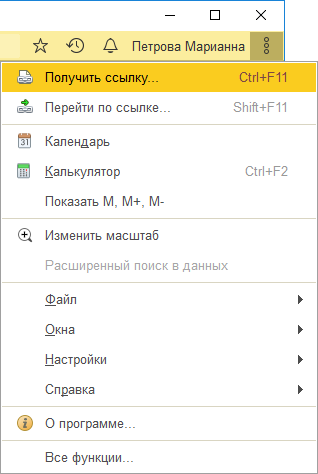 Петрова Марианна
Получить ссылку... Ctrl+F11
Перейти по ссылке... Shift+F11
31 Календарь
Калькулятор Ctrl+F2
Показать M, M+, M-
Изменить масштаб
Расширенный поиск в данных
Файл
Окна
Настройки
Справка
О программе...
Все функции...